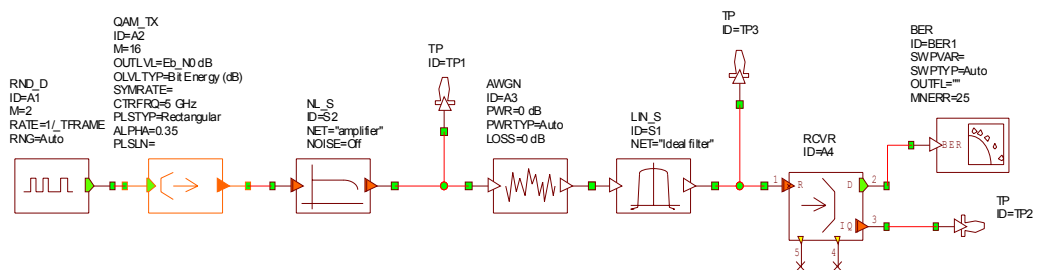 QAM_TX
ID=A2
M=16
OUTLVL=Eb_N0 dB
OLVLTYP=Bit Energy (dB)
SYMRATE=
CTRFRQ=5 GHz
PLSTYP=Rectangular
ALPHA=0.35
PLSLN=
RND_D
ID=A1
M=2
RATE=1/_TFRAME
RNG=Auto
NL_S
ID=S2
NET="amplifier"
NOISE=Off
TP
ID=TP1
AWGN
ID=A3
PWR=0 dB
PWRTYP=Auto
LOSS=0 dB
LIN_S
ID=S1
NET="Ideal filter"
TP
ID=TP3
RCVR
ID=A4
1
R
D
2
IQ
3
5
4
BER
ID=BER1
SWPVAR=
SWPTYP=Auto
OUTFL=""
MNERR=25
BER
TP
ID=TP2